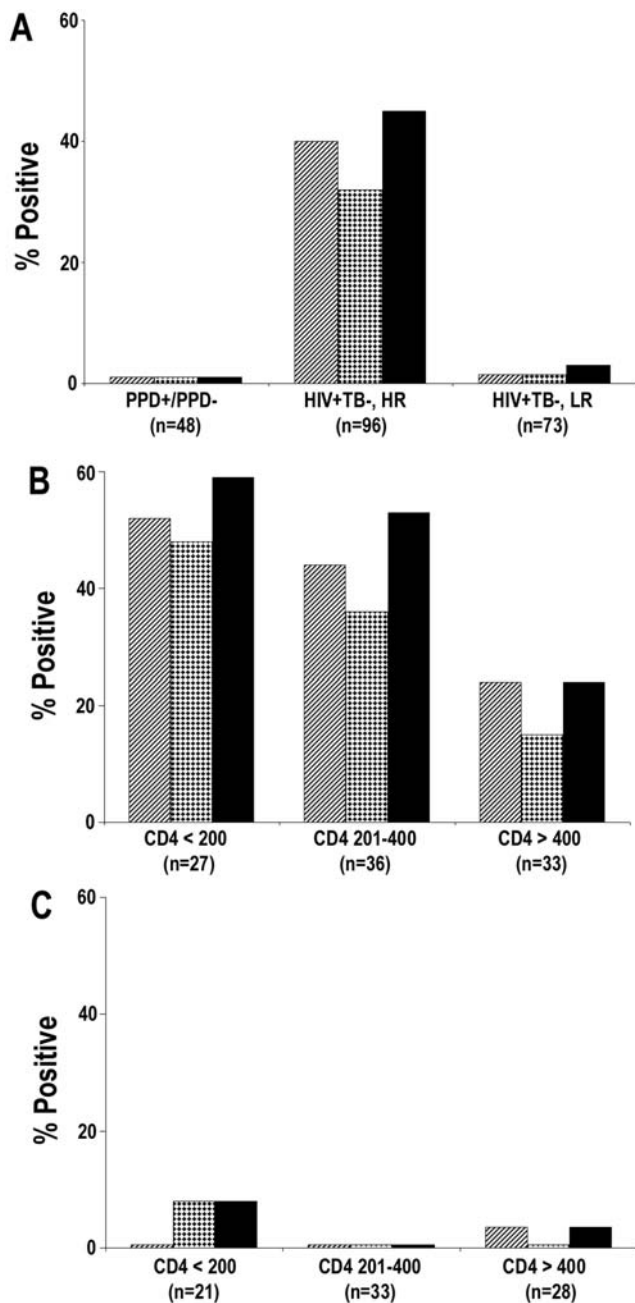 A
60
40
20
0
% Positive
PPD+/PPD- HIV+TB-, HR HIV+TB-, LR
(n=48) (n=96) (n=73)
B
60
40
20
0
% Positive
CD4 < 200 CD4 201-400 CD4 > 400
(n=27) (n=36) (n=33)
C
60
40
20
0
% Positive
CD4 < 200 CD4 201-400 CD4 > 400
(n=21) (n=33) (n=28)